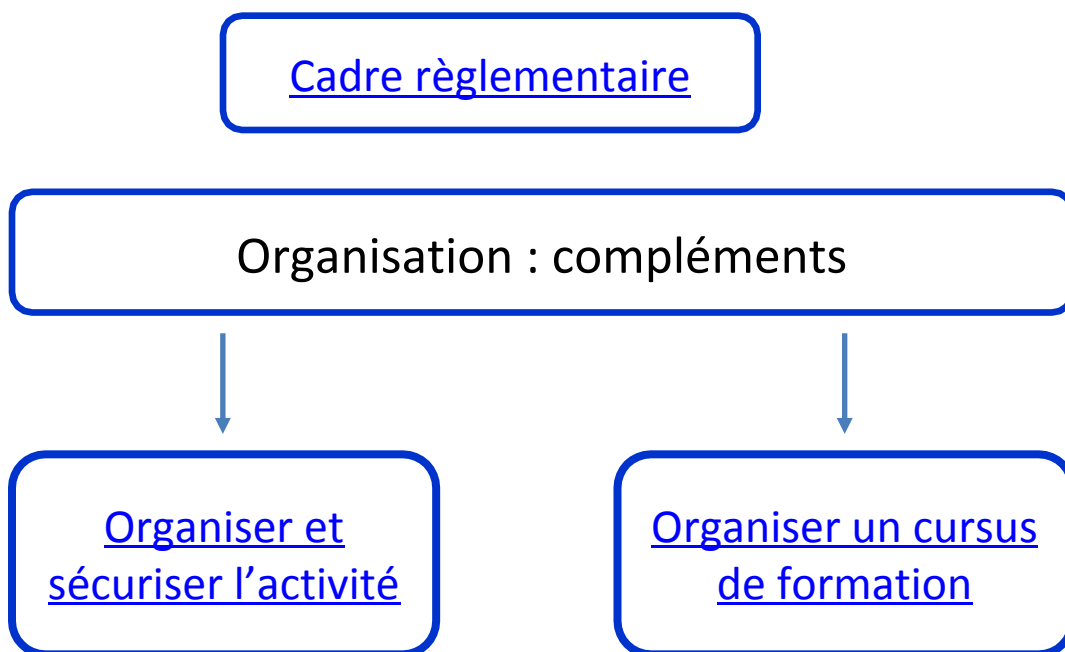 Cadre règlementaire
Organisation : compléments
Organiser et
sécuriser l’activité
Organiser un cursus
de formation